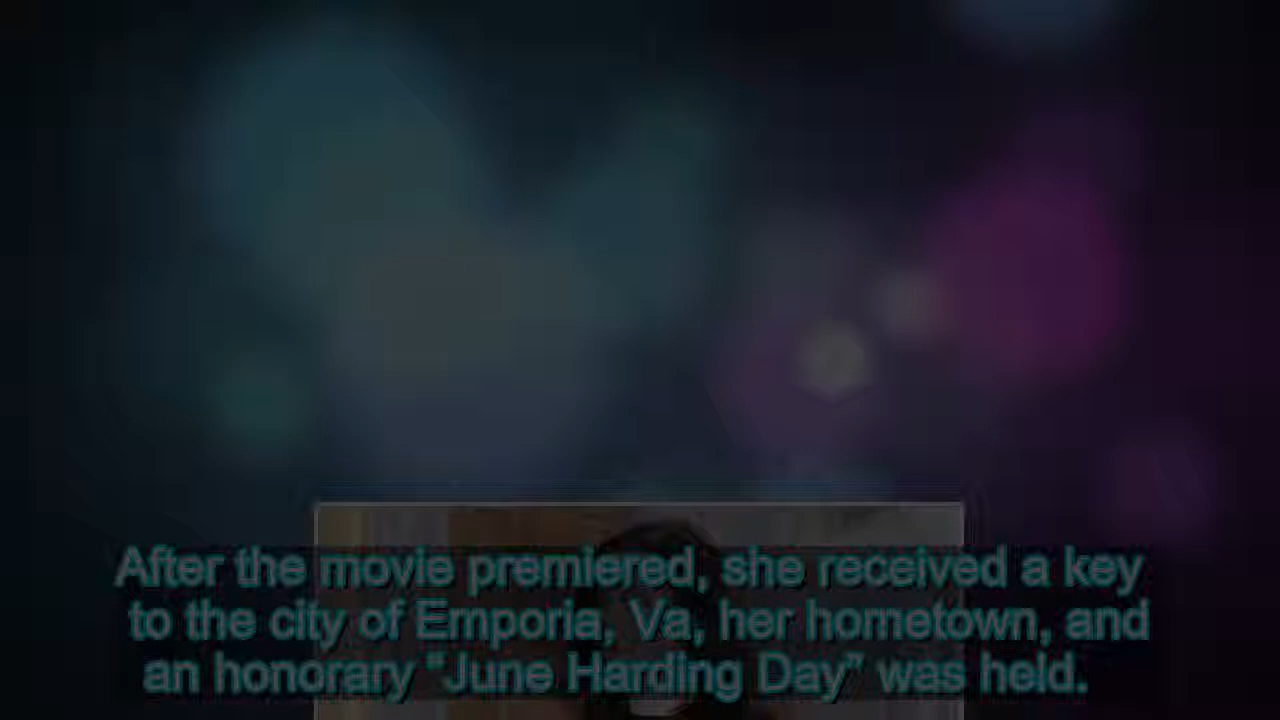 After the movie premiered, she received a key
to the city of Emporia, Va, her hometown, and
an honorary "June Harding Day" was held.